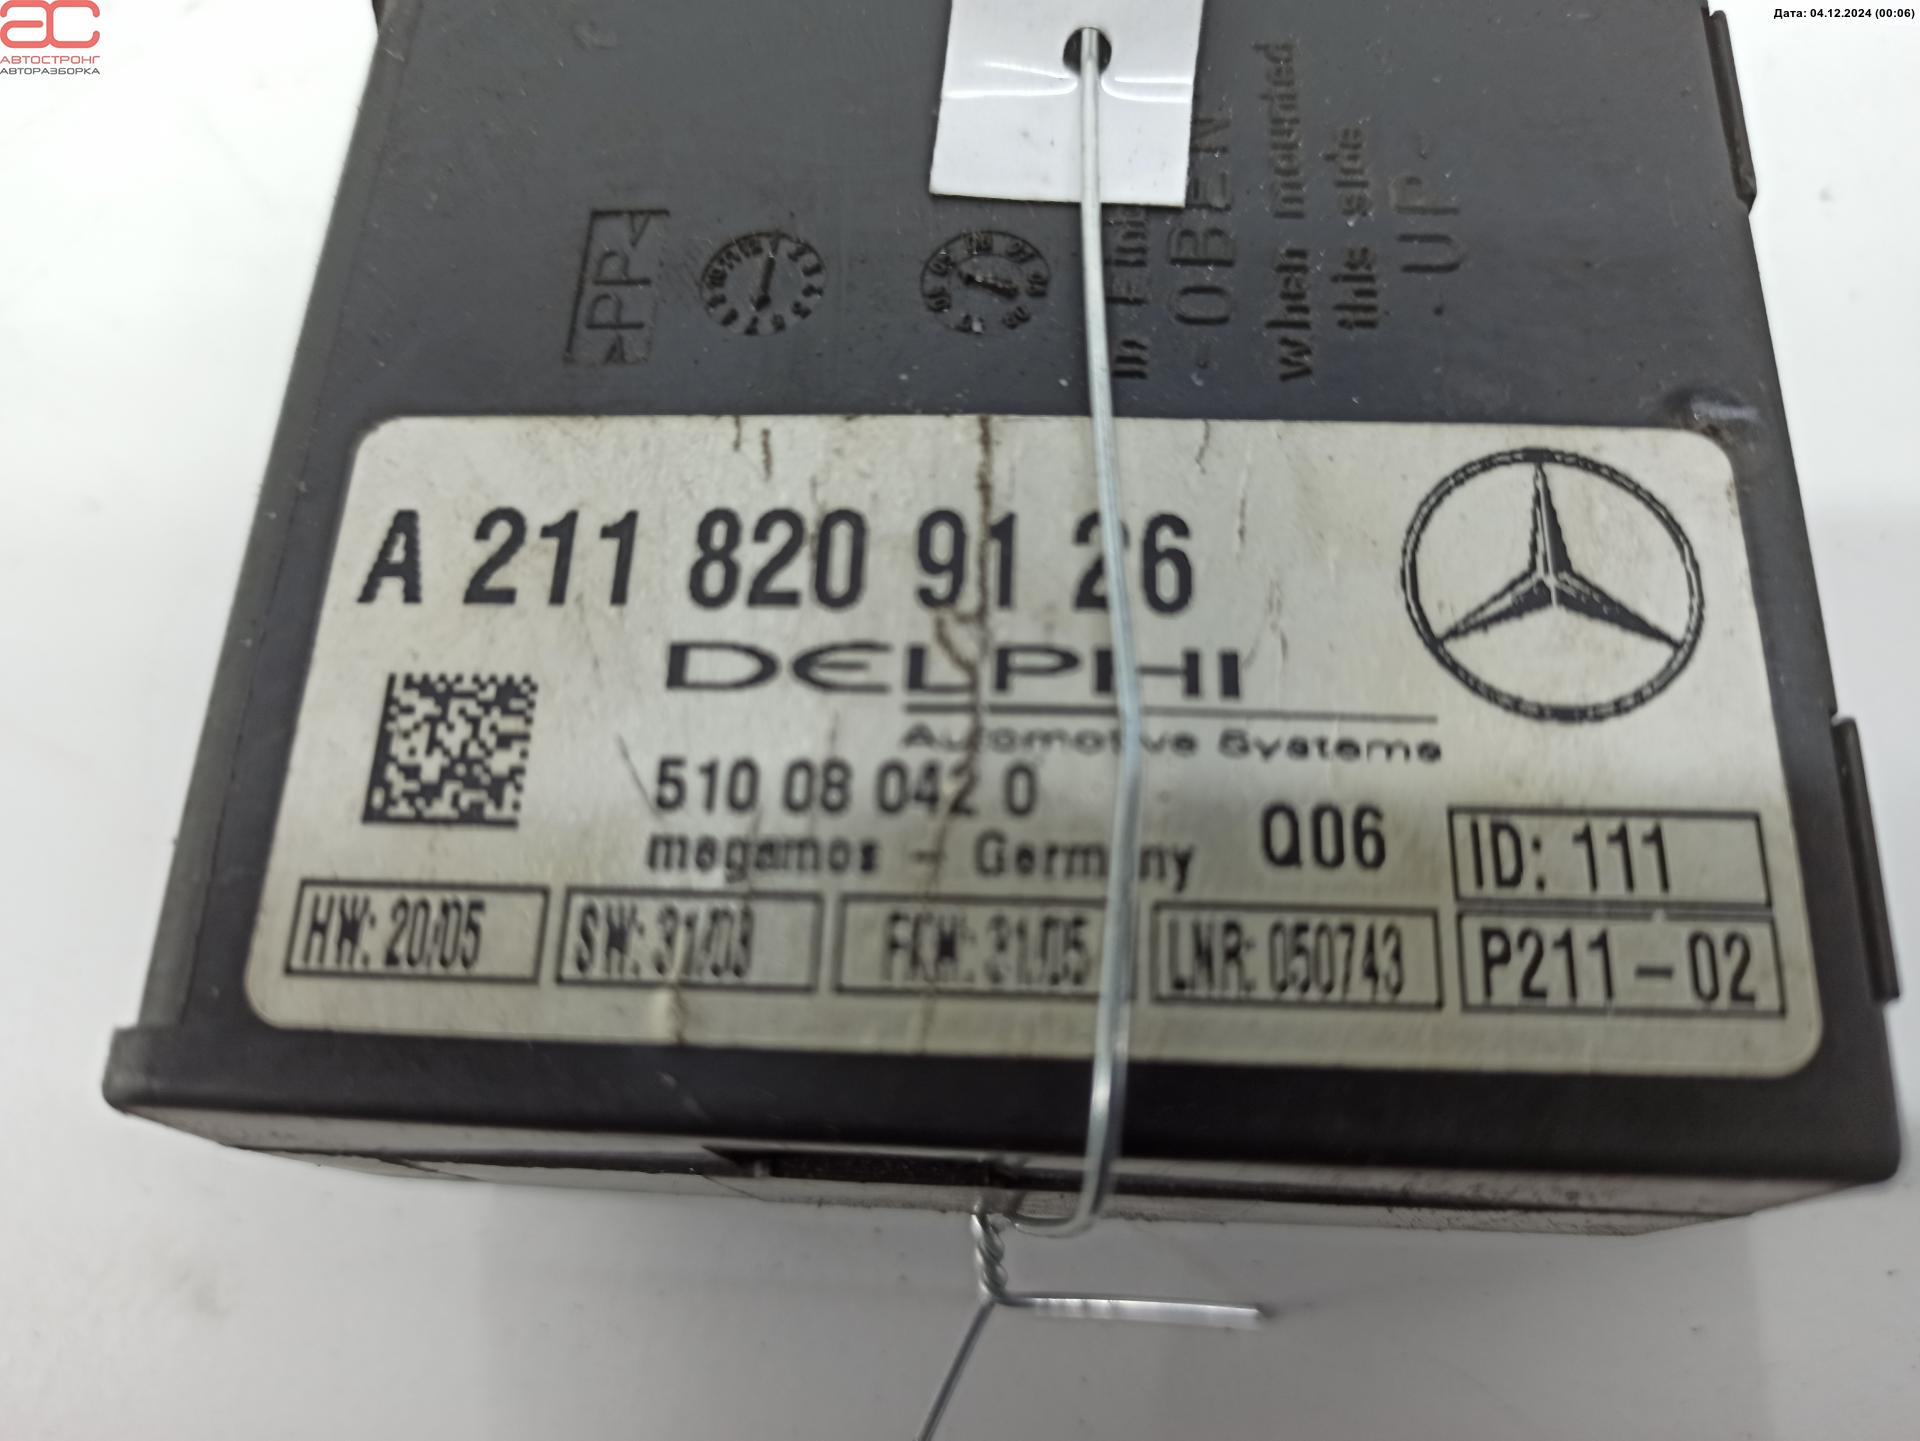 АВТОСТРОНГ
АВТОРАЗБОРКА
Дата: 04.12.2024 (00:06)
>PP<
OBEN
when mounted
this side
UP
A 211 820 91 26
DELPHI
Automotive Systems
510 08 042 0
megamos - Germany
Q06
ID: 111
HW: 20/05
SW: 31/03
LNR: 050743
P211-02